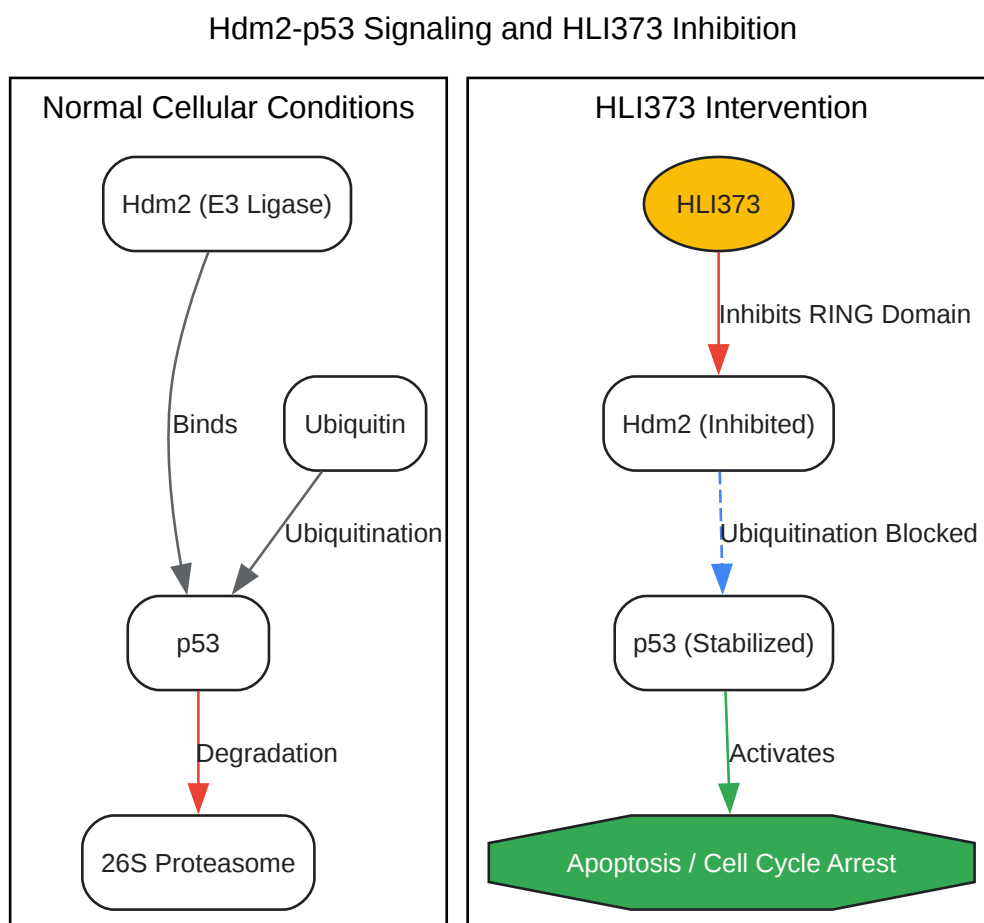 Hdm2-p53 Signaling and HLI373 Inhibition
Normal Cellular Conditions
Hdm2 (E3 Ligase)
Binds
Ubiquitin
Ubiquitination
p53
Degradation
26S Proteasome
HLI373 Intervention
HLI373
Inhibits RING Domain
Hdm2 (Inhibited)
Ubiquitination Blocked
p53 (Stabilized)
Activates
Apoptosis / Cell Cycle Arrest